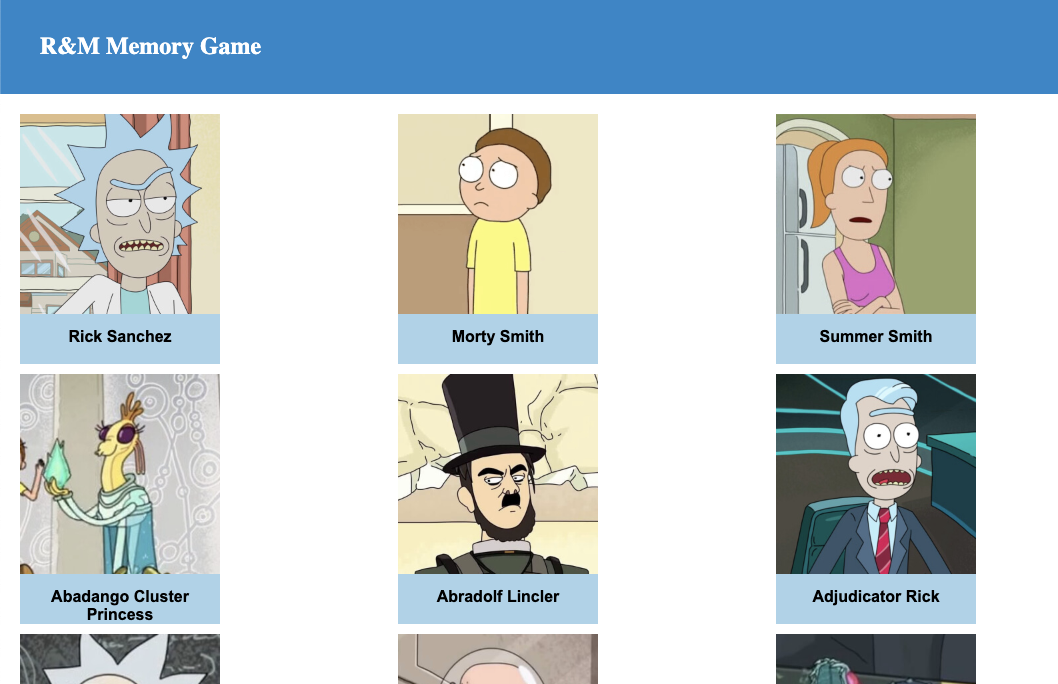 R&M Memory Game
Rick Sanchez
Morty Smith
Summer Smith
Abadango Cluster
Princess
Abradolf Lincler
Adjudicator Rick